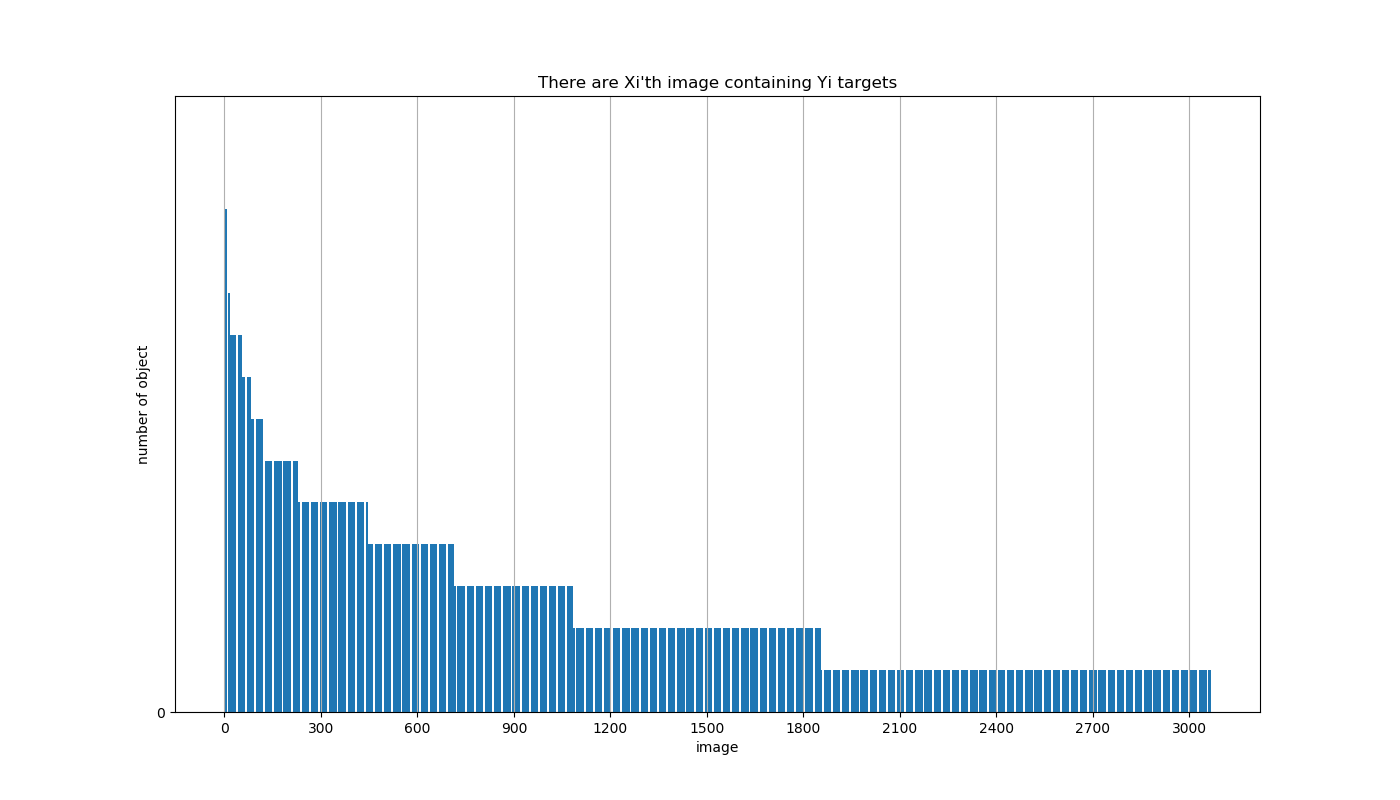 There are Xi'th image containing Yi targets
number of object
0
0 300 600 900 1200 1500 1800 2100 2400 2700 3000
image